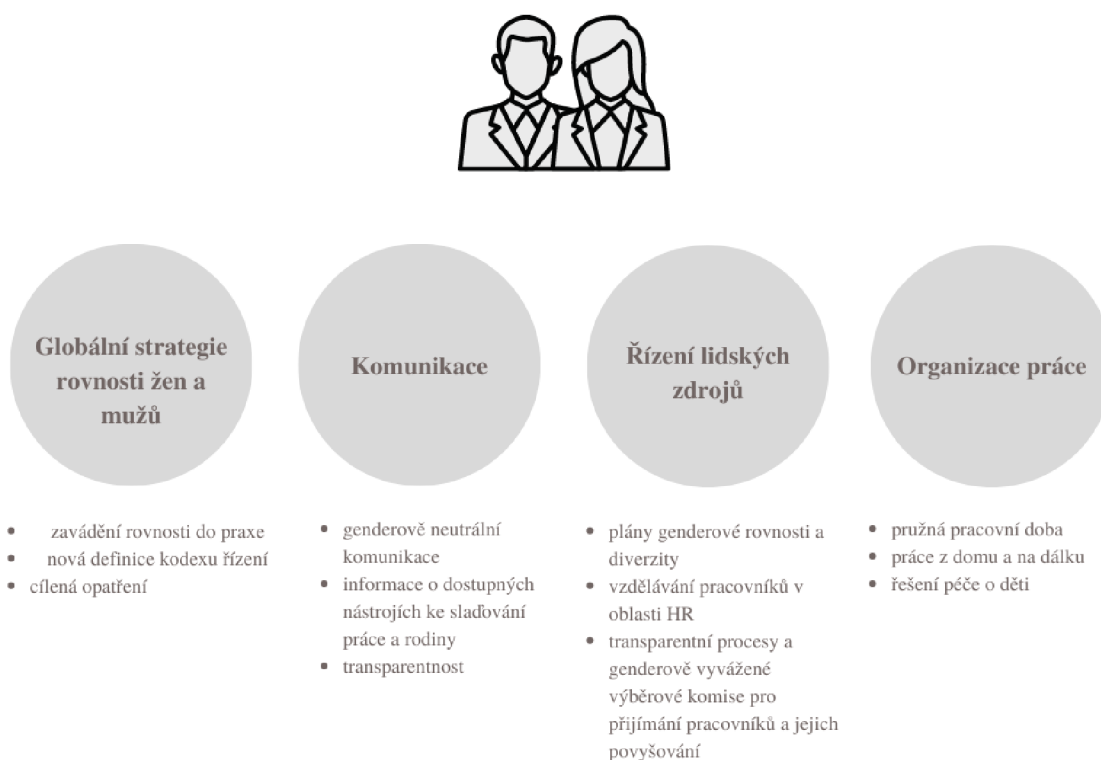 Globální strategie
rovnosti žen a
mužů
Komunikace
Řízení lidských
zdrojů
Organizace práce
• zavádění rovnosti do praxe
• nová definice kodexu řízení
• cílená opatření
• genderově neutrální
komunikace
• informace o dostupných
nástrojích ke slaďování
práce a rodiny
• transparentnost
• plány genderové rovnosti a
diverzity
• vzdělávání pracovníků v
oblasti HR
• transparentní procesy a
genderově vyvážené
výběrové komise pro
přijímání pracovníků a jejich
povyšování
• pružná pracovní doba
• práce z domu a na dálku
• řešení péče o děti